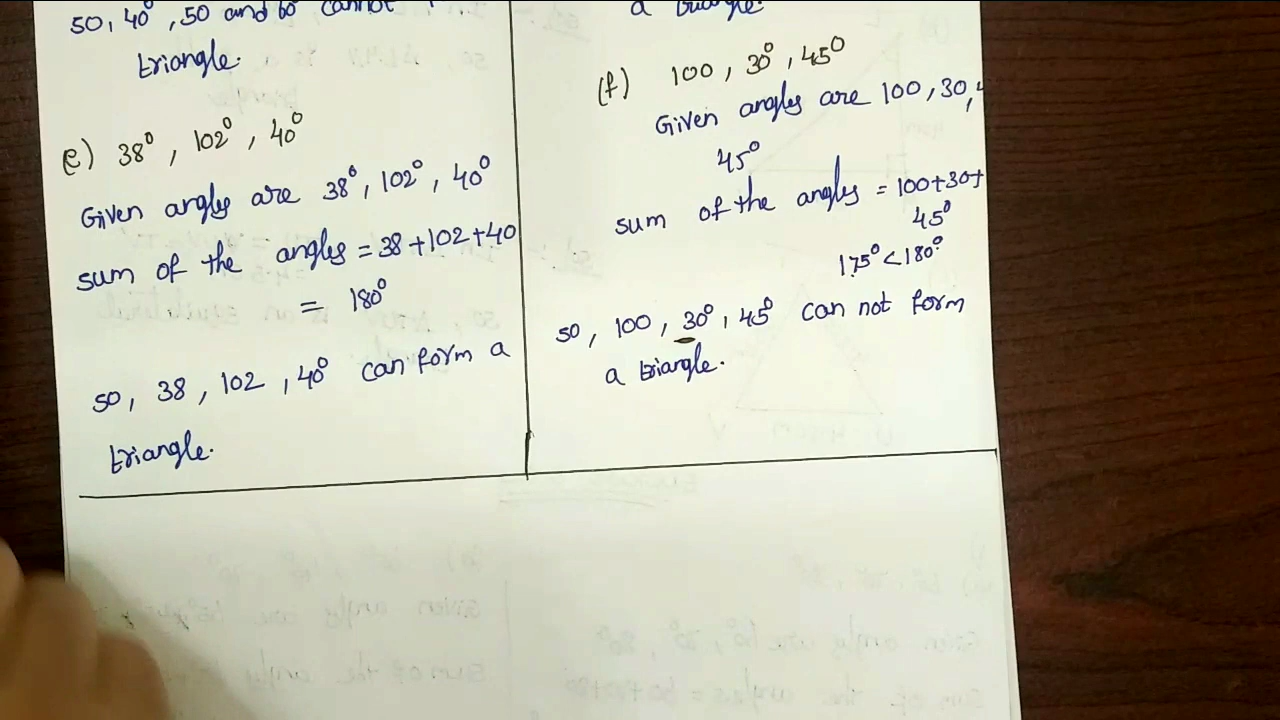 50, 40°, 50 and 60° cannot
triangle.
(e) 38°, 102°, 40°
Given angles are 38°, 102°, 40°
sum of the angles = 38+102+40
= 180°
so, 38, 102, 40° can form a
triangle.
a triangle.
(f) 100, 30°, 45°
Given angles are 100, 30,
45°
sum of the angles = 100+30+
45°
175° < 180°
so, 100, 30°, 45° can not form
a triangle.